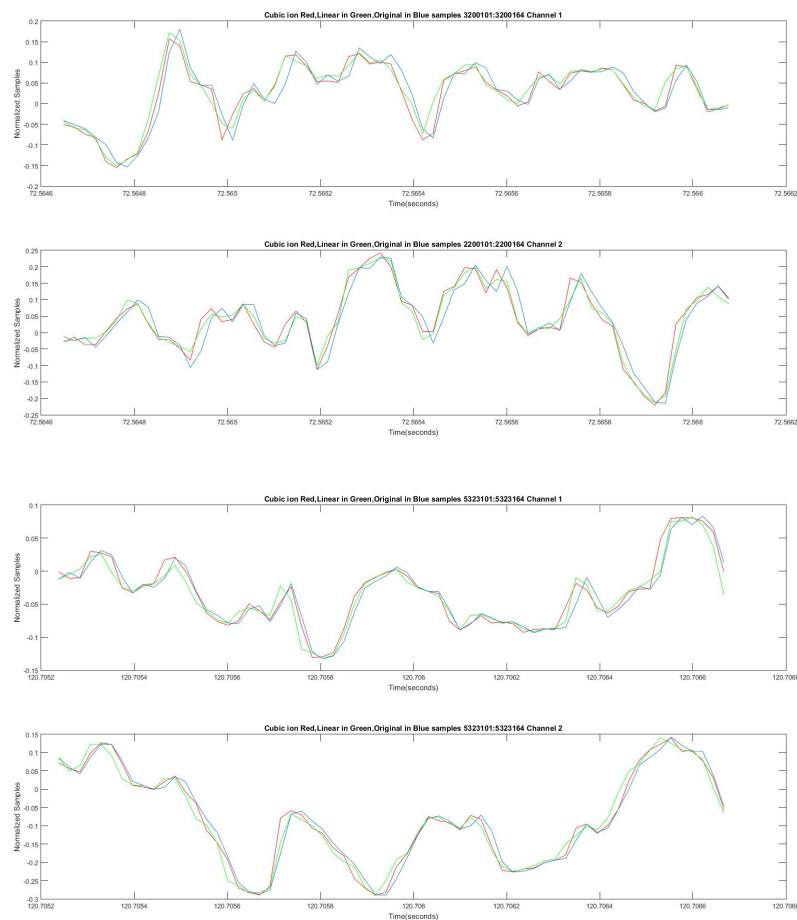 Cubic ion Red,Linear in Green,Original in Blue samples 3200101:3200164 Channel 1
0.2
0.15
0.1
0.05
0
-0.05
-0.1
-0.15
-0.2
Normalized Samples
72.5646 72.5648 72.565 72.5652 72.5654 72.5656 72.5658 72.566 72.5662
Time(seconds)
Cubic ion Red,Linear in Green,Original in Blue samples 2200101:2200164 Channel 2
0.25
0.2
0.15
0.1
0.05
0
-0.05
-0.1
-0.15
-0.2
-0.25
Normalized Samples
72.5646 72.5648 72.565 72.5652 72.5654 72.5656 72.5658 72.566 72.5662
Time(seconds)
Cubic ion Red,Linear in Green,Original in Blue samples 5323101:5323164 Channel 1
0.1
0.05
0
-0.05
-0.1
-0.15
Normalized Samples
120.7052 120.7054 120.7056 120.7058 120.706 120.7062 120.7064 120.7066 120.7068
Time(seconds)
Cubic ion Red,Linear in Green,Original in Blue samples 5323101:5323164 Channel 2
0.15
0.1
0.05
0
-0.05
-0.1
-0.15
-0.2
-0.25
-0.3
Normalized Samples
120.7052 120.7054 120.7056 120.7058 120.706 120.7062 120.7064 120.7066 120.7068
Time(seconds)